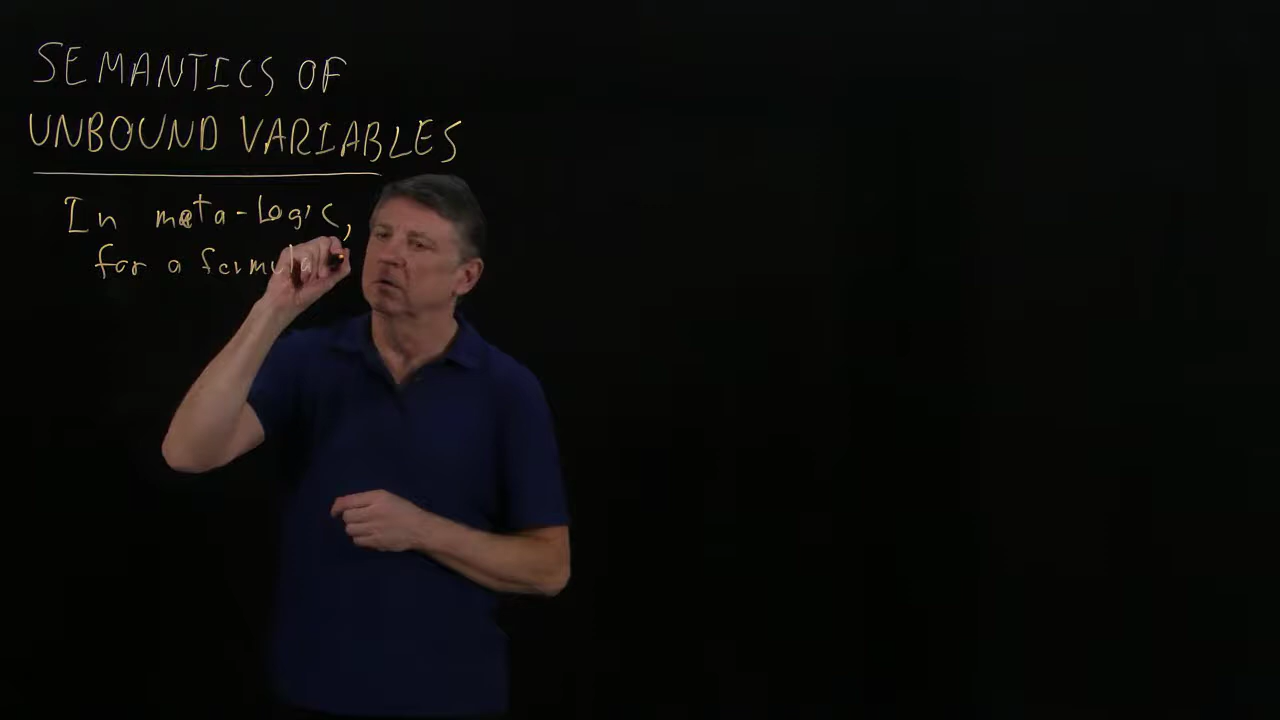 SEMANTICS OF
UNBOUND VARIABLES
In meta-logic,
for a formula